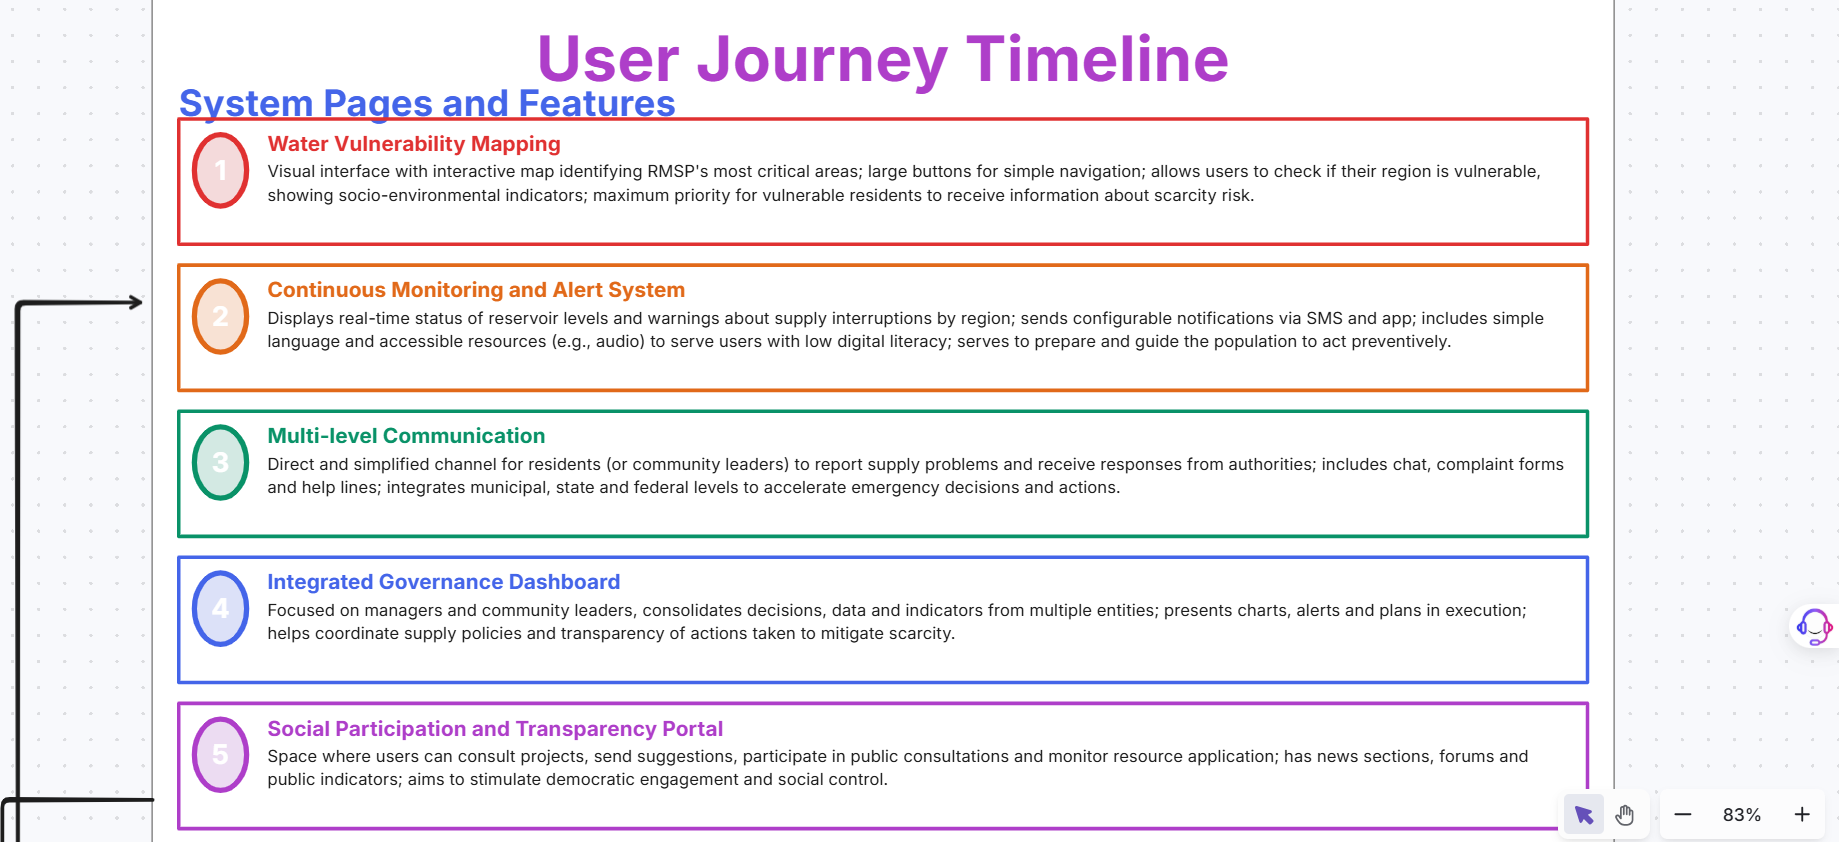 User Journey Timeline
System Pages and Features
1
Water Vulnerability Mapping
Visual interface with interactive map identifying RMSP's most critical areas; large buttons for simple navigation; allows users to check if their region is vulnerable,
showing socio-environmental indicators; maximum priority for vulnerable residents to receive information about scarcity risk.
2
Continuous Monitoring and Alert System
Displays real-time status of reservoir levels and warnings about supply interruptions by region; sends configurable notifications via SMS and app; includes simple
language and accessible resources (e.g., audio) to serve users with low digital literacy; serves to prepare and guide the population to act preventively.
3
Multi-level Communication
Direct and simplified channel for residents (or community leaders) to report supply problems and receive responses from authorities; includes chat, complaint forms
and help lines; integrates municipal, state and federal levels to accelerate emergency decisions and actions.
4
Integrated Governance Dashboard
Focused on managers and community leaders, consolidates decisions, data and indicators from multiple entities; presents charts, alerts and plans in execution;
helps coordinate supply policies and transparency of actions taken to mitigate scarcity.
5
Social Participation and Transparency Portal
Space where users can consult projects, send suggestions, participate in public consultations and monitor resource application; has news sections, forums and
public indicators; aims to stimulate democratic engagement and social control.
83%